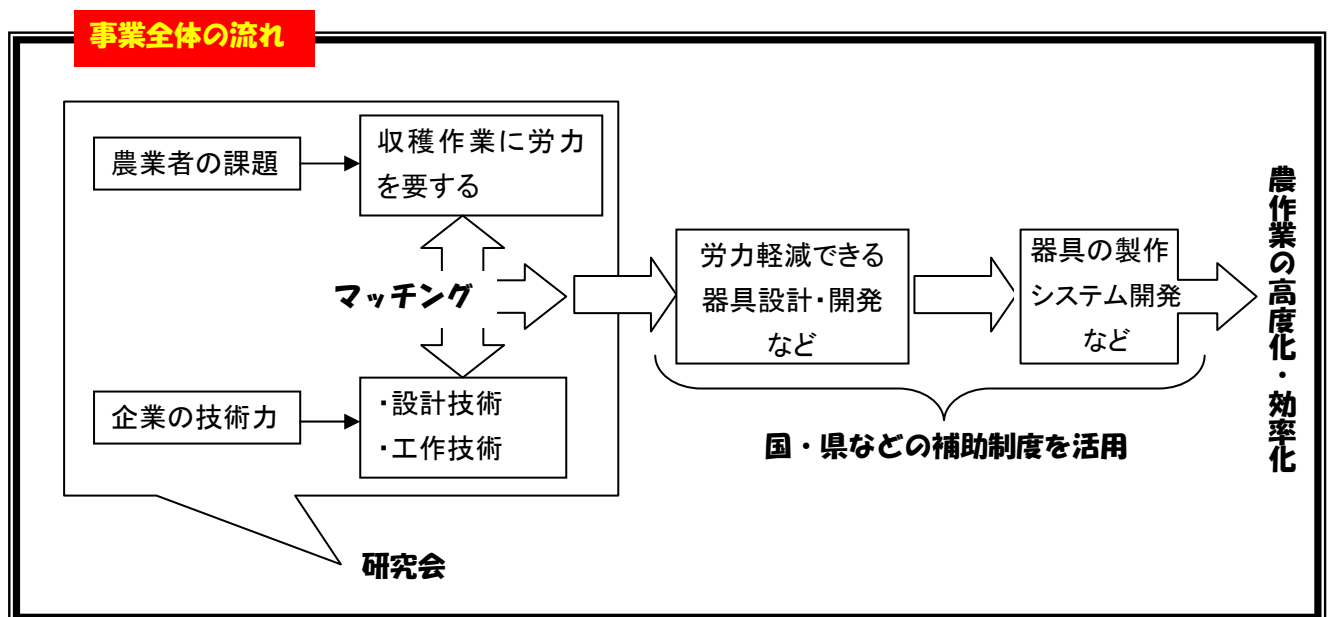 事業全体の流れ
農業者の課題
収穫作業に労力
を要する
マッチング
企業の技術力
・設計技術
・工作技術
研究会
労力軽減できる
器具設計・開発
など
器具の製作
システム開発
など
国・県などの補助制度を活用
農作業の高度化・効率化